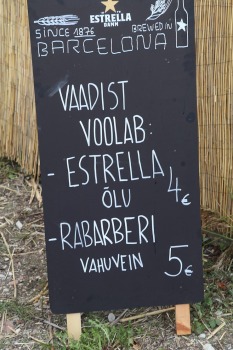 ESTRELLA
DAMM
SINCE 1876
BREWED IN
BARCELONA
VAADIST
VOOLAB:
- ESTRELLA
ÕLU
4€
- RABARBERI
VAHUVEIN
5€